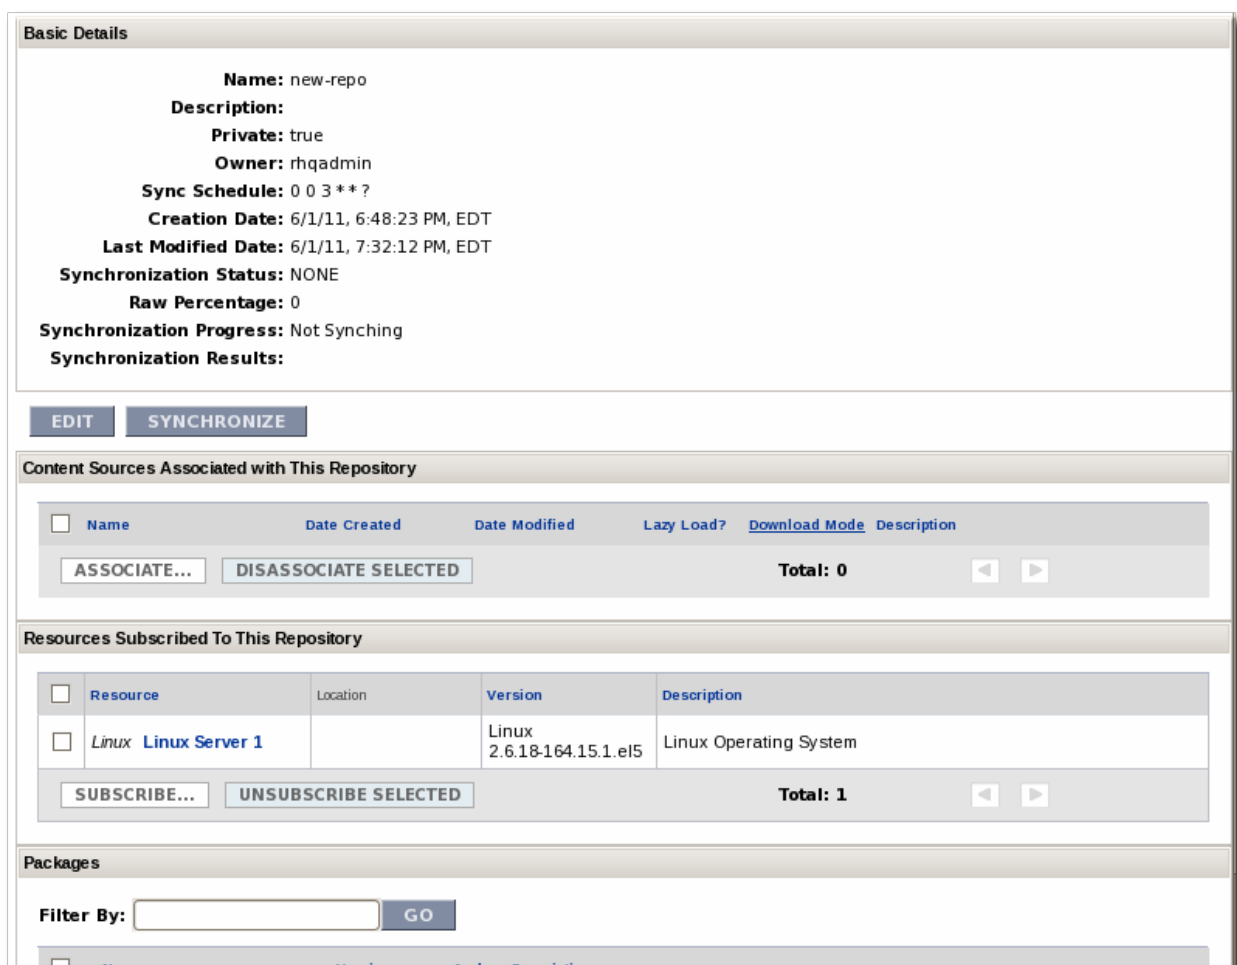 Basic Details
Name: new-repo
Description:
Private: true
Owner: rhqadmin
Sync Schedule: 0 0 3 * * ?
Creation Date: 6/1/11, 6:48:23 PM, EDT
Last Modified Date: 6/1/11, 7:32:12 PM, EDT
Synchronization Status: NONE
Raw Percentage: 0
Synchronization Progress: Not Synching
Synchronization Results:
EDIT SYNCHRONIZE
Content Sources Associated with This Repository
Name Date Created Date Modified Lazy Load? Download Mode Description
ASSOCIATE... DISASSOCIATE SELECTED Total: 0
Resources Subscribed To This Repository
Resource Location Version Description
Linux Linux Server 1 Linux 2.6.18-164.15.1.el5 Linux Operating System
SUBSCRIBE... UNSUBSCRIBE SELECTED Total: 1
Packages
Filter By: GO